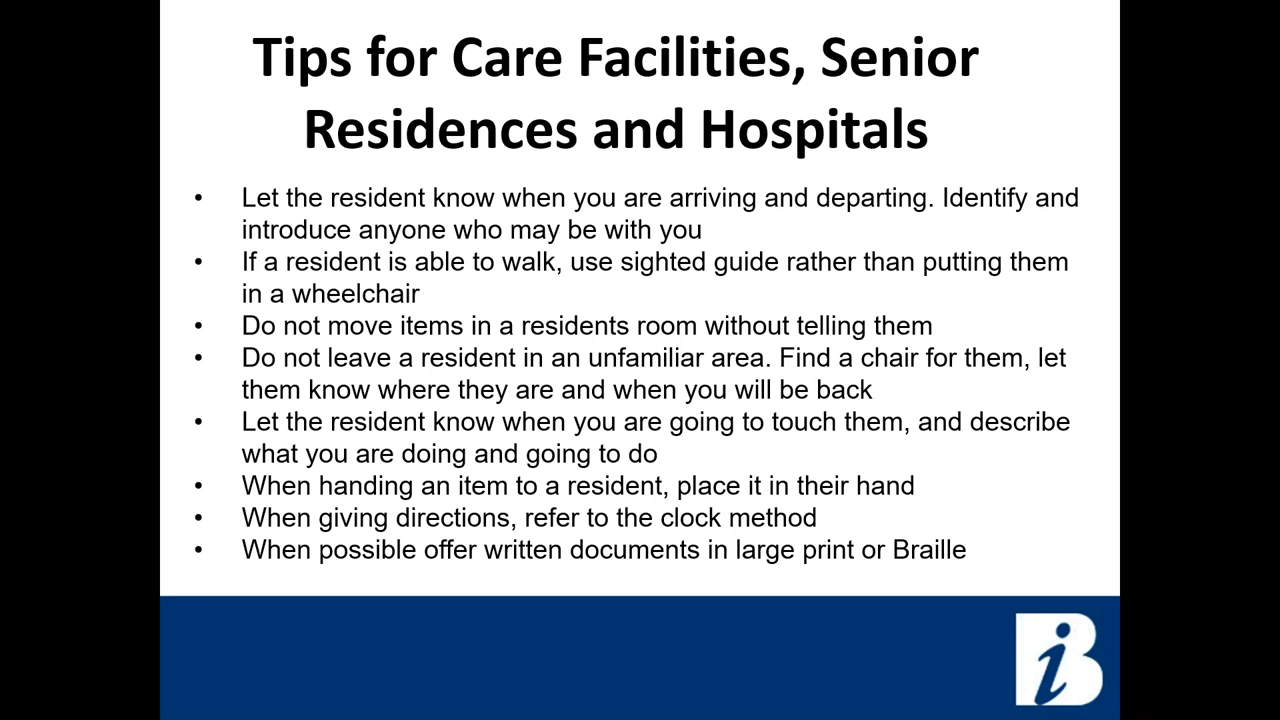 Tips for Care Facilities, Senior
Residences and Hospitals
• Let the resident know when you are arriving and departing. Identify and
introduce anyone who may be with you
• If a resident is able to walk, use sighted guide rather than putting them
in a wheelchair
• Do not move items in a residents room without telling them
• Do not leave a resident in an unfamiliar area. Find a chair for them, let
them know where they are and when you will be back
• Let the resident know when you are going to touch them, and describe
what you are doing and going to do
• When handing an item to a resident, place it in their hand
• When giving directions, refer to the clock method
• When possible offer written documents in large print or Braille
iB